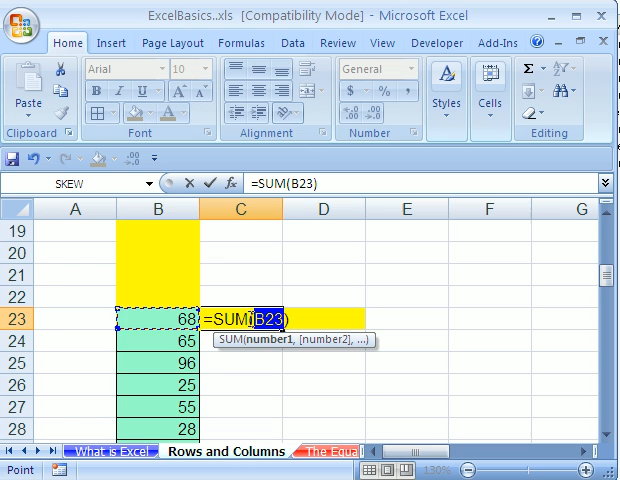 ExcelBasics..xls [Compatibility Mode] - Microsoft Excel
Home Insert Page Layout Formulas Data Review View Developer Add-Ins
Arial 10 General
Paste B I U A A $ % , Styles Cells Σ
Clipboard Font Alignment Number Editing
SKEW =SUM(B23)
A B C D E F G
19
20
21
22
23 68 =SUM(B23)
24 65 SUM(number1, [number2], ...)
25 96
26 25
27 55
28 28
What is Excel Rows and Columns The Equa
Point 130%